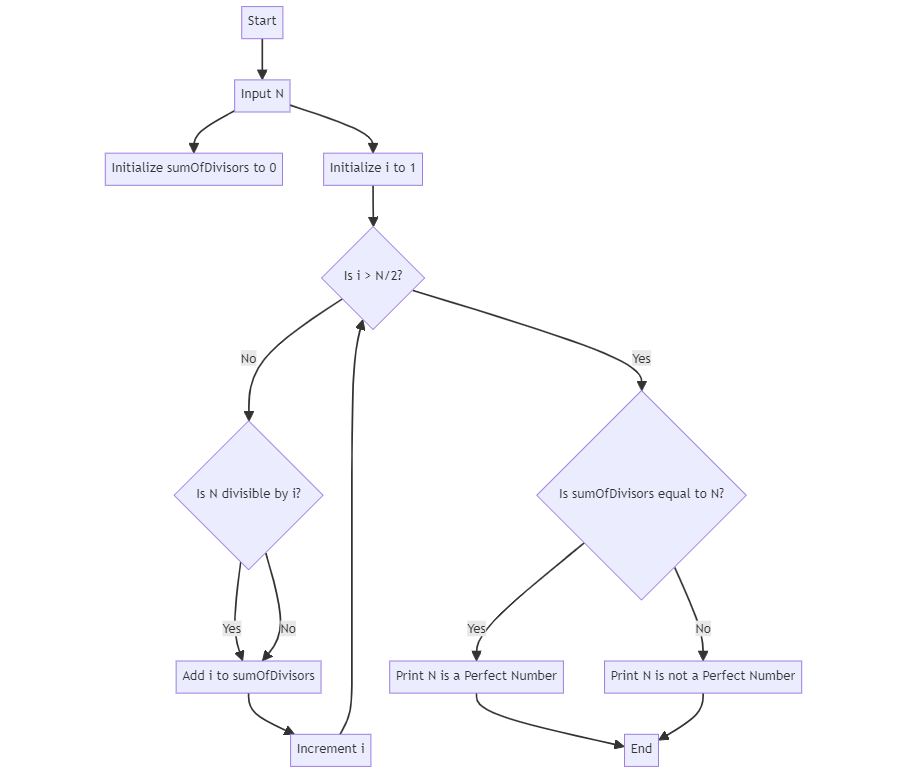 Start
Input N
Initialize sumOfDivisors to 0
Initialize i to 1
Is i > N/2?
No
Yes
Is N divisible by i?
Is sumOfDivisors equal to N?
Yes
No
Yes
No
Add i to sumOfDivisors
Print N is a Perfect Number
Print N is not a Perfect Number
Increment i
End